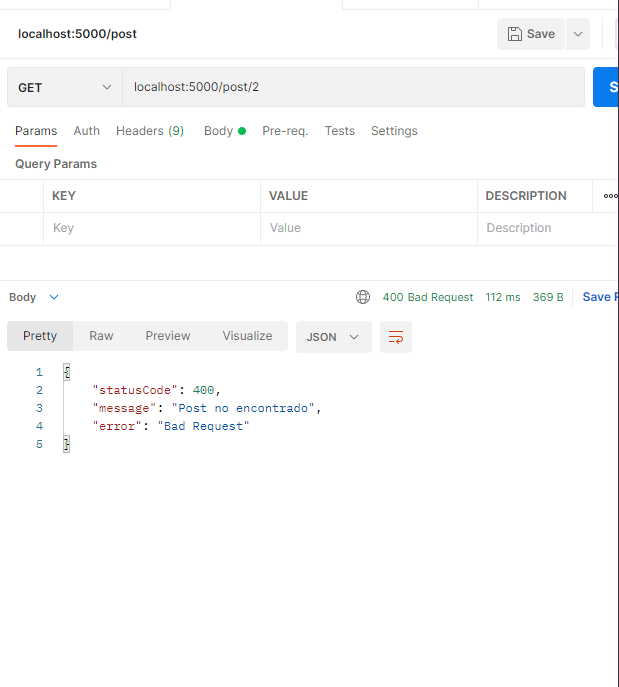 localhost:5000/post
Save
GET
localhost:5000/post/2
S
Params
Auth
Headers (9)
Body
Pre-req.
Tests
Settings
Query Params
KEY
VALUE
DESCRIPTION
Key
Value
Description
Body
400 Bad Request
112 ms
369 B
Save R
Pretty
Raw
Preview
Visualize
JSON
1 {
2 "statusCode": 400,
3 "message": "Post no encontrado",
4 "error": "Bad Request"
5 }